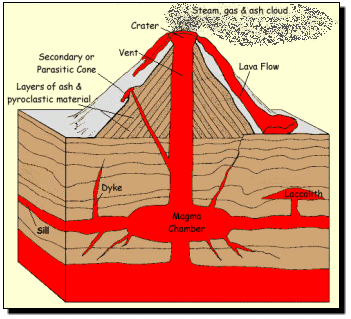 Steam, gas & ash cloud
Crater
Vent
Secondary or
Parasitic Cone
Lava Flow
Layers of ash &
pyroclastic material
Dyke
Laccolith
Magma
Chamber
Sill